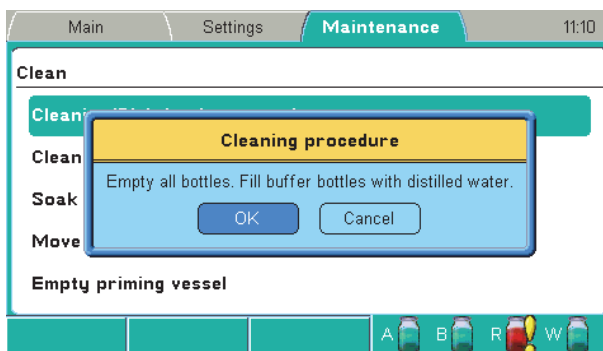 Main Settings Maintenance 11:10
Clean
Cleaning procedure
Empty all bottles. Fill buffer bottles with distilled water.
OK Cancel
Clean
Soak
Move
Empty priming vessel
A B R W